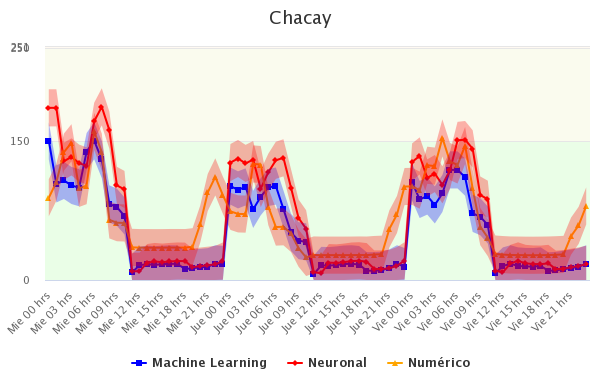 Chacay
250
150
0
Mie 00 hrs
Mie 03 hrs
Mie 06 hrs
Mie 09 hrs
Mie 12 hrs
Mie 15 hrs
Mie 18 hrs
Mie 21 hrs
Jue 00 hrs
Jue 03 hrs
Jue 06 hrs
Jue 09 hrs
Jue 12 hrs
Jue 15 hrs
Jue 18 hrs
Jue 21 hrs
Vie 00 hrs
Vie 03 hrs
Vie 06 hrs
Vie 09 hrs
Vie 12 hrs
Vie 15 hrs
Vie 18 hrs
Vie 21 hrs
Machine Learning Neuronal Numérico